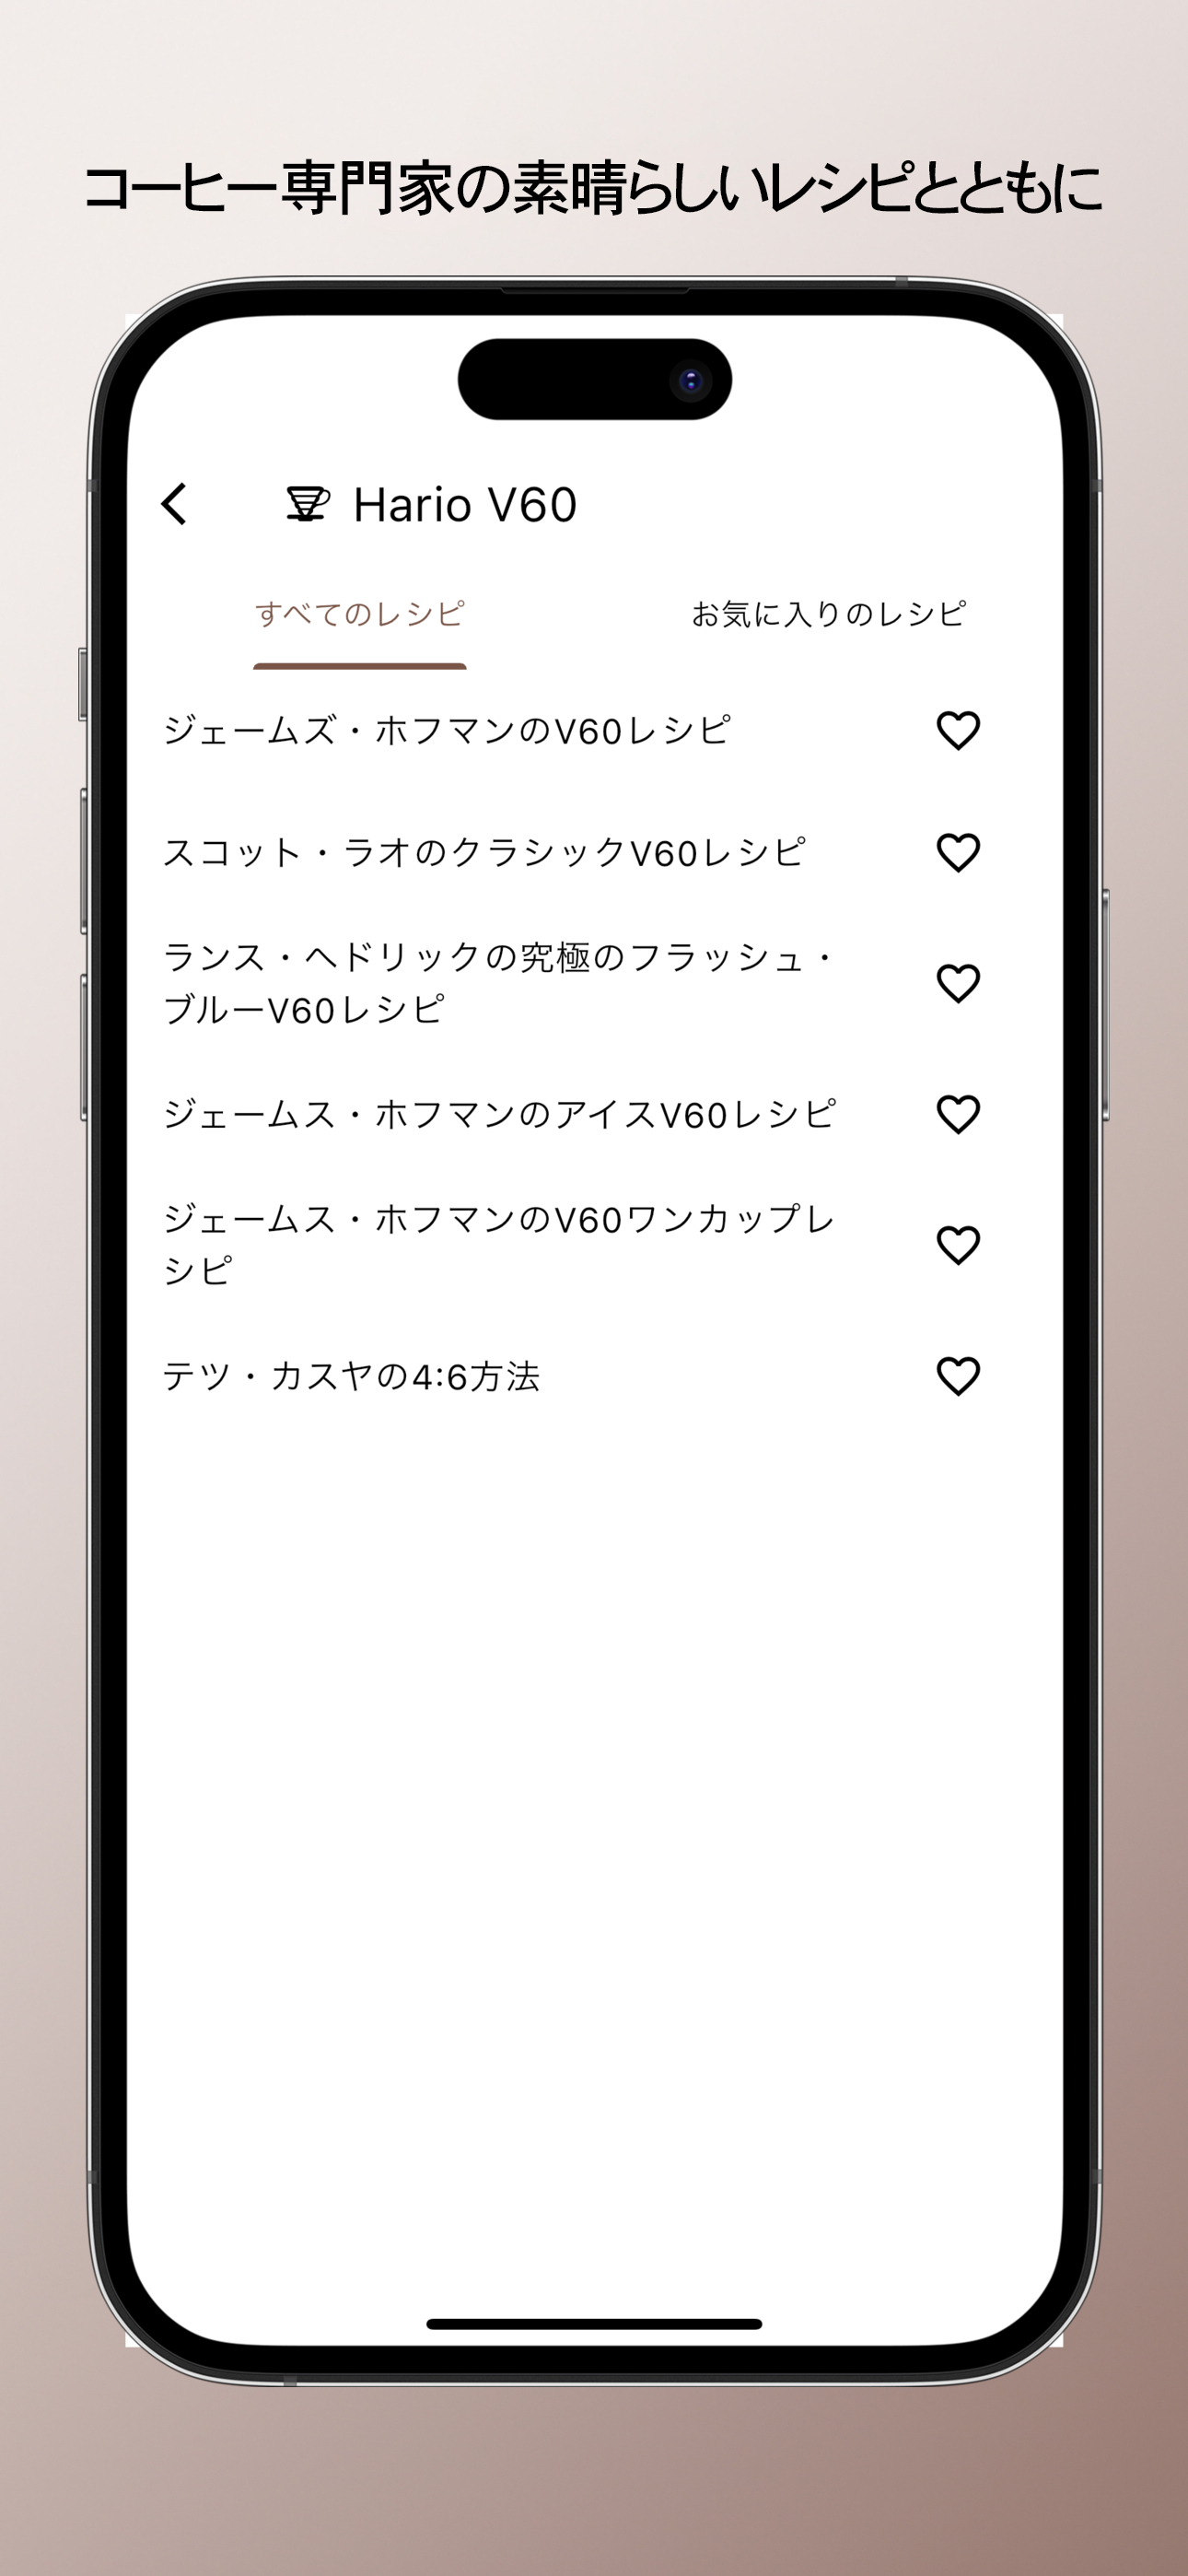 コーヒー専門家の素晴らしいレシピとともに
Hario V60
すべてのレシピ
お気に入りのレシピ
ジェームズ・ホフマンのV60レシピ
スコット・ラオのクラシックV60レシピ
ランス・ヘドリックの究極のフラッシュ・
ブルーV60レシピ
ジェームス・ホフマンのアイスV60レシピ
ジェームス・ホフマンのV60ワンカップレ
シピ
テツ・カスヤの4:6方法